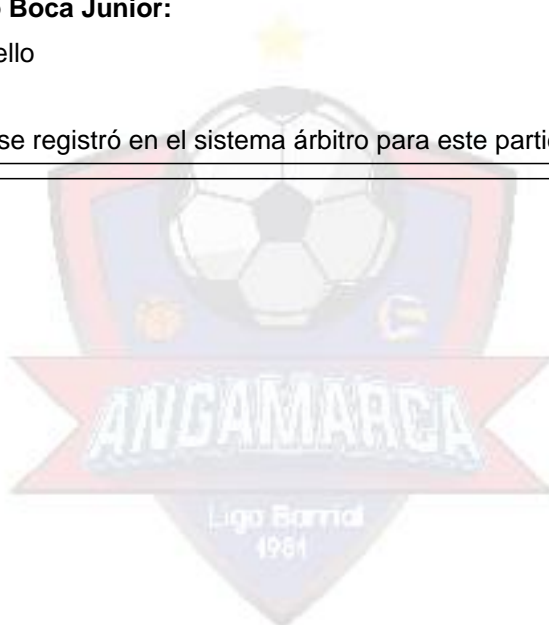 o Boca Junior:
ello
se registró en el sistema árbitro para este parti
ANGAMARCA
Liga Barrial
1981